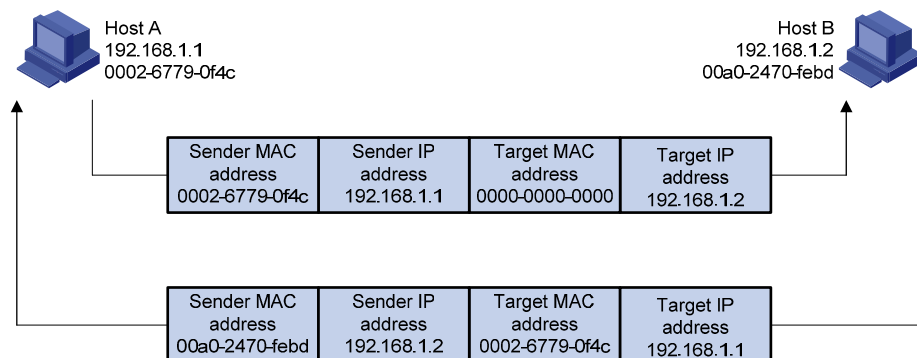 Host A
192.168.1.1
0002-6779-0f4c
Host B
192.168.1.2
00a0-2470-febd
Sender MAC
address
0002-6779-0f4c
Sender IP
address
192.168.1.1
Target MAC
address
0000-0000-0000
Target IP
address
192.168.1.2
Sender MAC
address
00a0-2470-febd
Sender IP
address
192.168.1.2
Target MAC
address
0002-6779-0f4c
Target IP
address
192.168.1.1